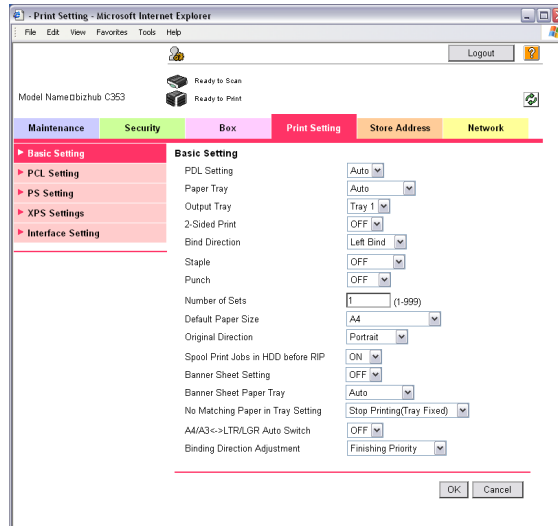 - Print Setting - Microsoft Internet Explorer
File Edit View Favorites Tools Help
Logout ?
Ready to Scan
Model Name:bizhub C353
Ready to Print
Maintenance Security Box Print Setting Store Address Network
Basic Setting
PCL Setting
PS Setting
XPS Settings
Interface Setting
Basic Setting
PDL Setting Auto
Paper Tray Auto
Output Tray Tray 1
2-Sided Print OFF
Bind Direction Left Bind
Staple OFF
Punch OFF
Number of Sets 1 (1-999)
Default Paper Size A4
Original Direction Portrait
Spool Print Jobs in HDD before RIP ON
Banner Sheet Setting OFF
Banner Sheet Paper Tray Auto
No Matching Paper in Tray Setting Stop Printing(Tray Fixed)
A4/A3<->LTR/LGR Auto Switch OFF
Binding Direction Adjustment Finishing Priority
OK Cancel